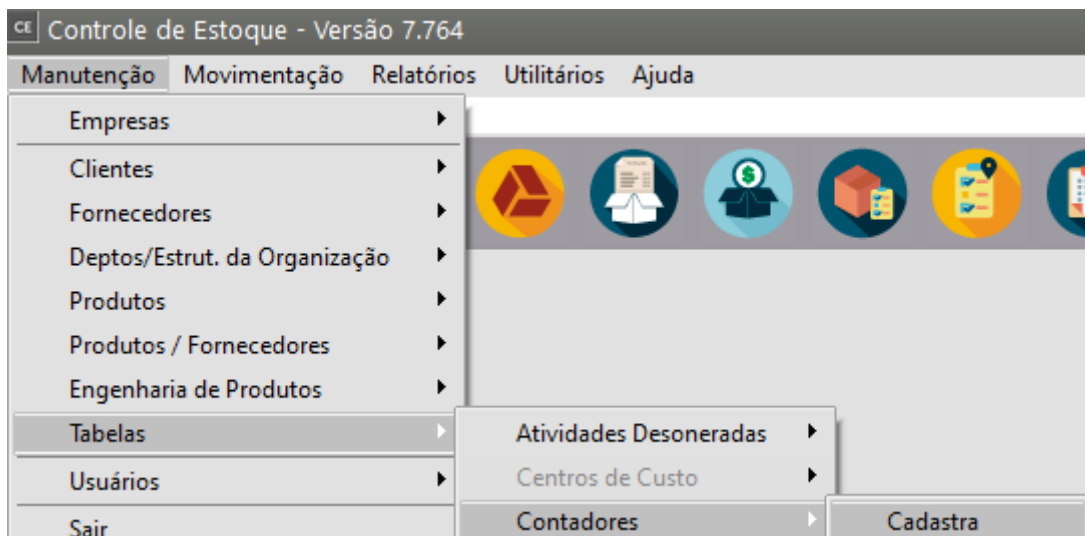 CE Controle de Estoque - Versão 7.764
Manutenção Movimentação Relatórios Utilitários Ajuda
Empresas
Clientes
Fornecedores
Deptos/Estrut. da Organização
Produtos
Produtos / Fornecedores
Engenharia de Produtos
Tabelas
Usuários
Sair
Atividades Desoneradas
Centros de Custo
Contadores
Cadastra